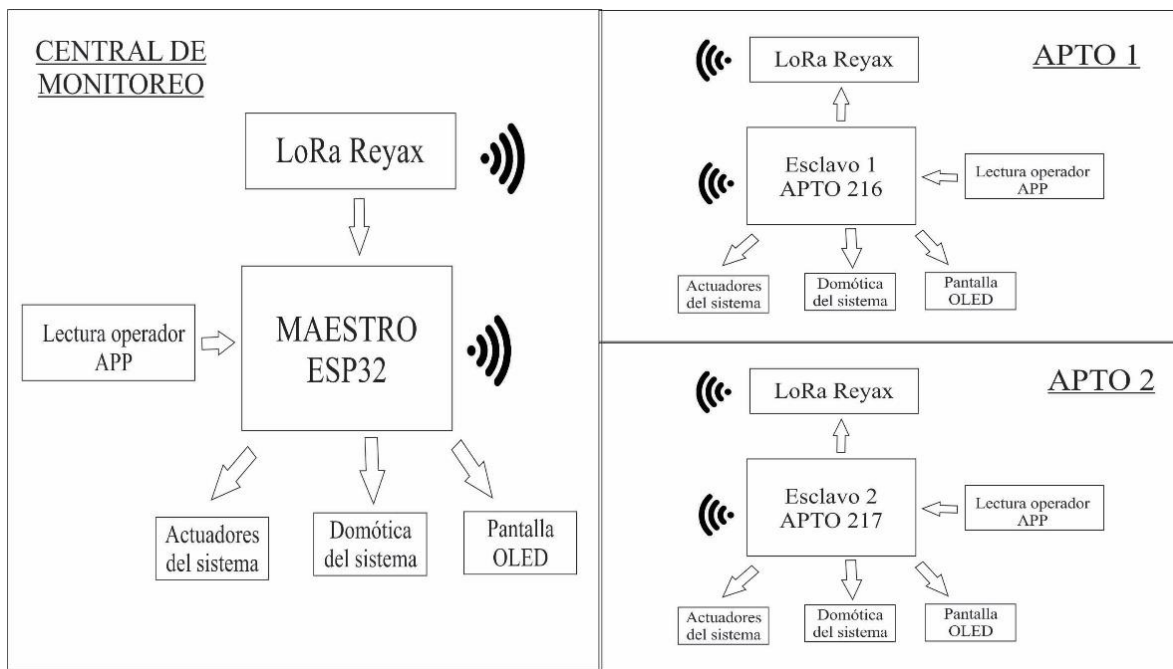 CENTRAL DE
MONITOREO
LoRa Reyax
Lectura operador
APP
MAESTRO
ESP32
Actuadores
del sistema
Domótica
del sistema
Pantalla
OLED
APTO 1
LoRa Reyax
Esclavo 1
APTO 216
Lectura operador
APP
Actuadores
del sistema
Domótica
del sistema
Pantalla
OLED
APTO 2
LoRa Reyax
Esclavo 2
APTO 217
Lectura operador
APP
Actuadores
del sistema
Domótica
del sistema
Pantalla
OLED